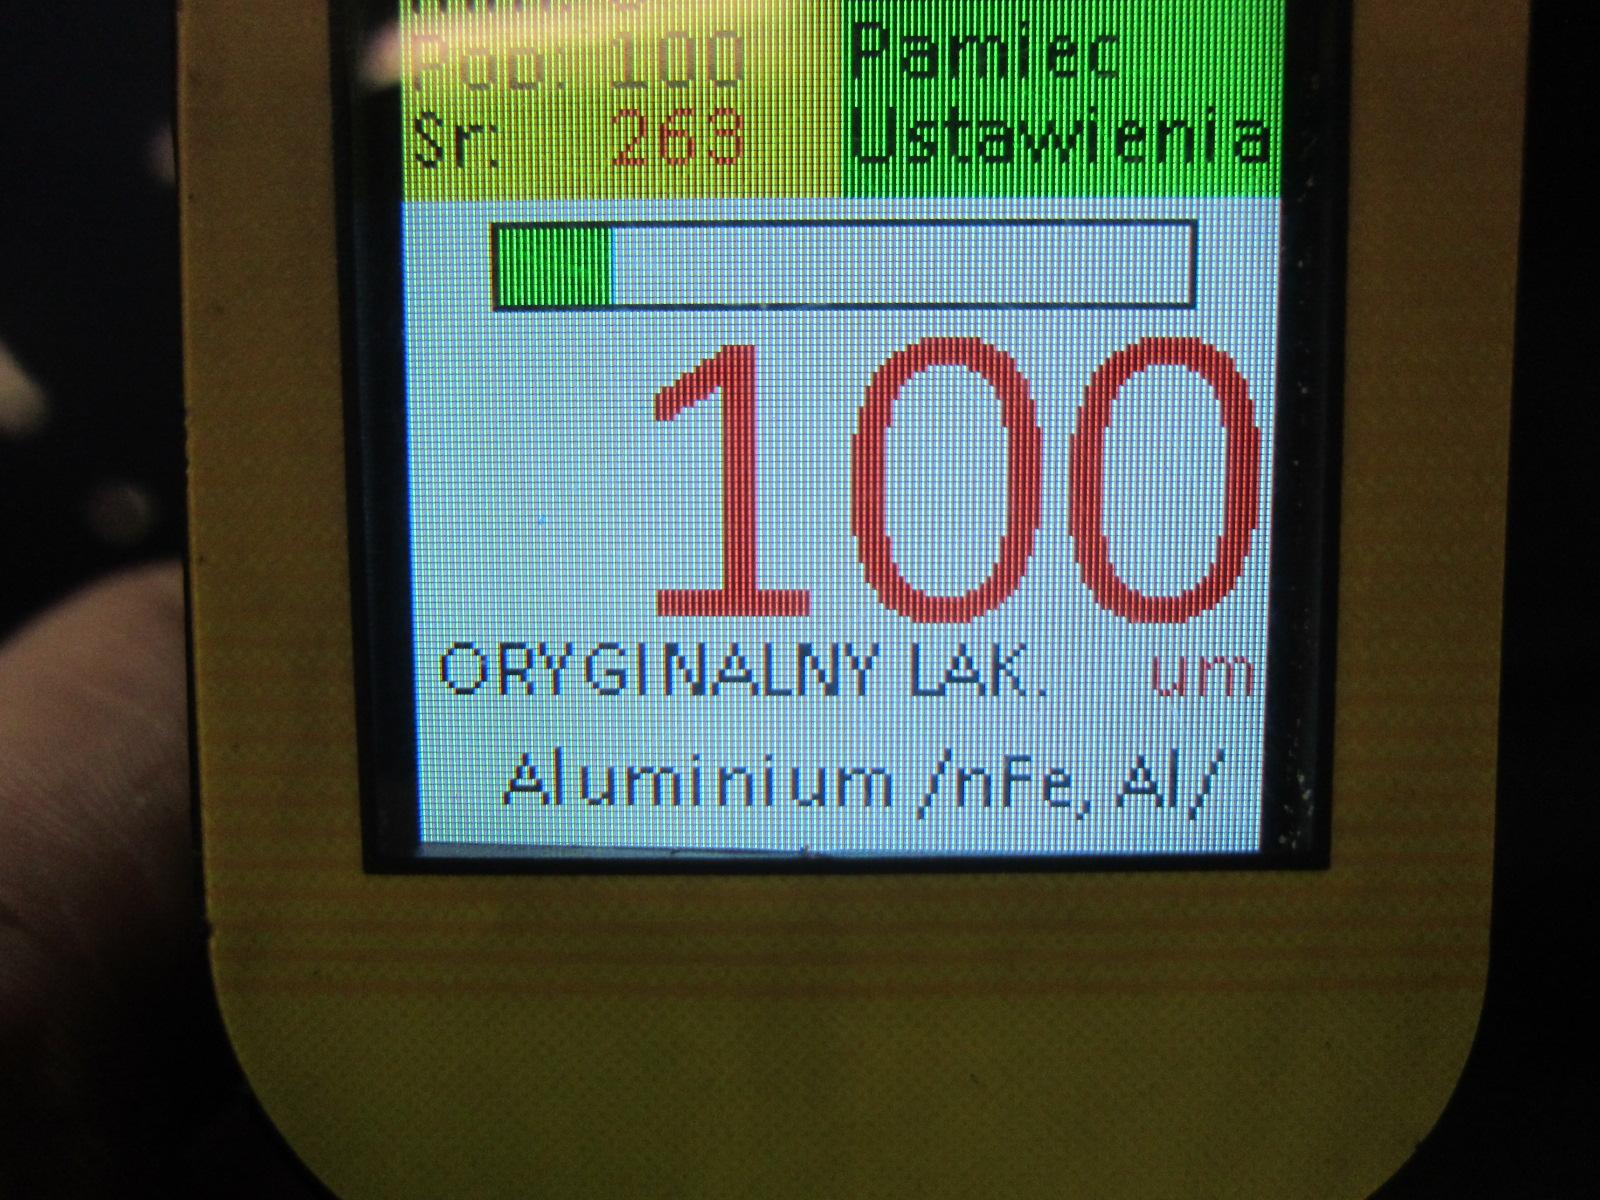 Pob: 100
Pamiec
Sr: 263
Ustawienia
100
ORYGINALNY LAK. um
Aluminium /nFe, Al/